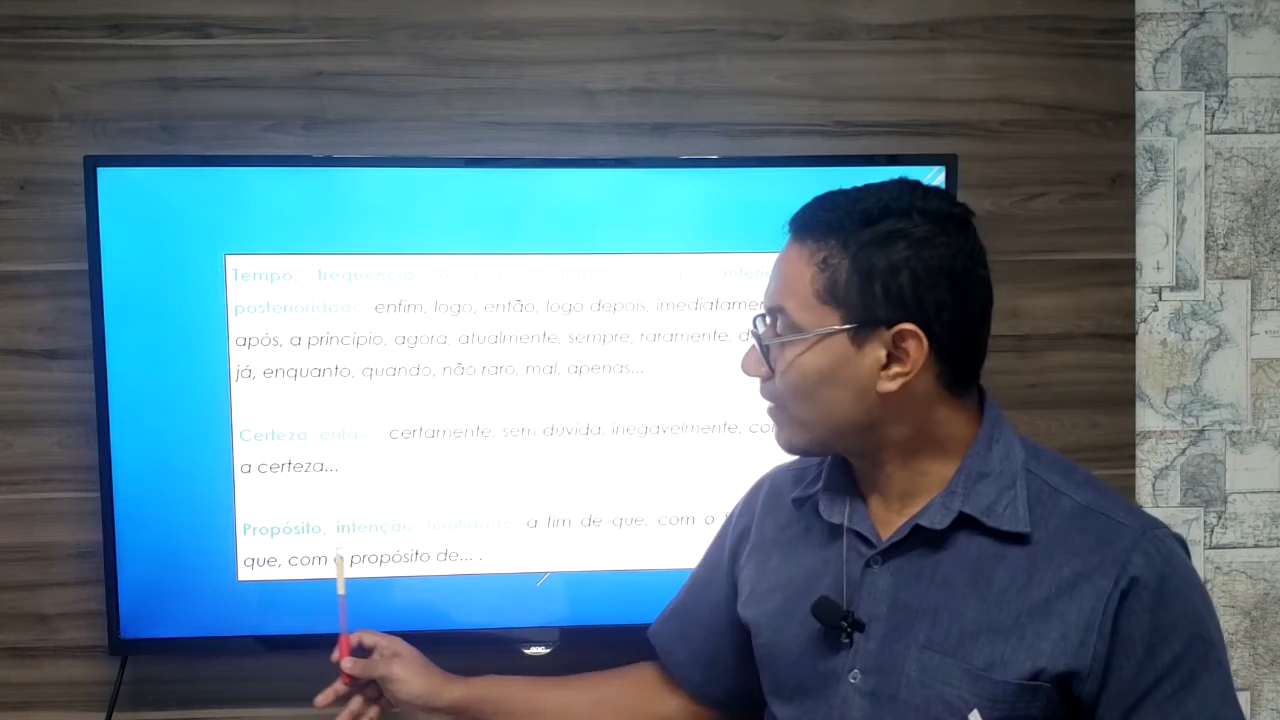 Tempo, frequência
posterioridade enfim, logo, então, logo depois, imediatamen
após, a princípio, agora, atualmente, sempre, raramente,
já, enquanto, quando, não raro, mal, apenas...
Certeza ênfase certamente, sem dúvida, inegavelmente,
a certeza...
Propósito, intenção, finalidade a fim de que, com o
que, com o propósito de... .
AOC